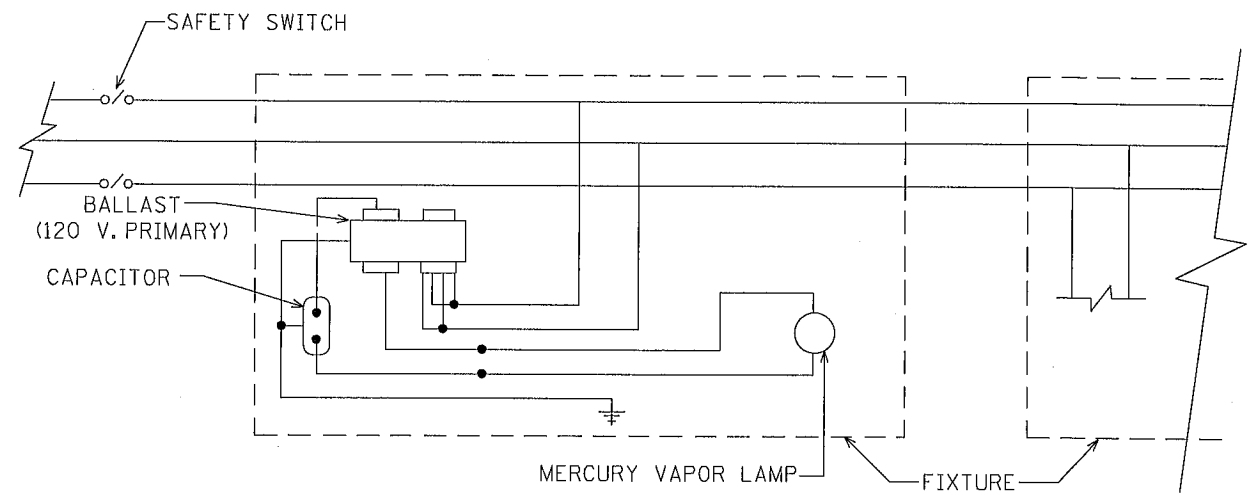 SAFETY SWITCH
BALLAST
(120 V. PRIMARY)
CAPACITOR
MERCURY VAPOR LAMP
FIXTURE